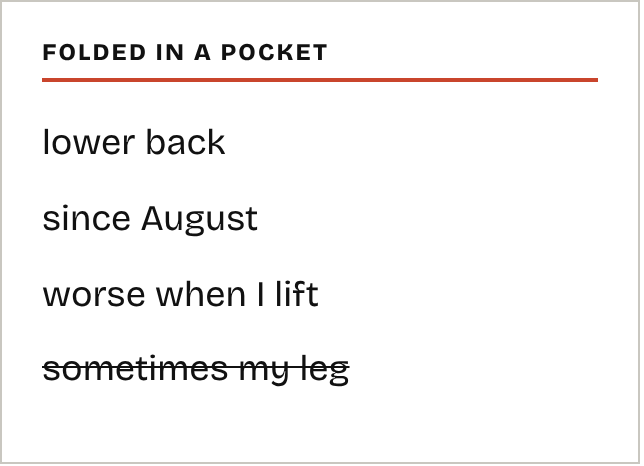 FOLDED IN A POCKET
lower back
since August
worse when I lift
sometimes my leg